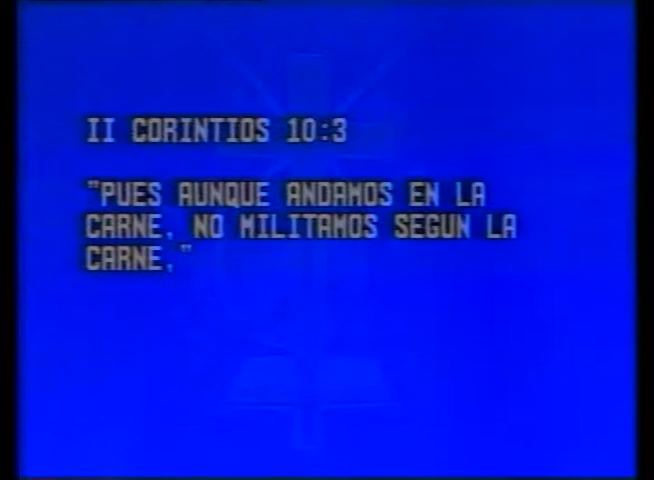 II CORINTIOS 10:3
"PUES AUNQUE ANDAMOS EN LA
CARNE, NO MILITAMOS SEGUN LA
CARNE,"